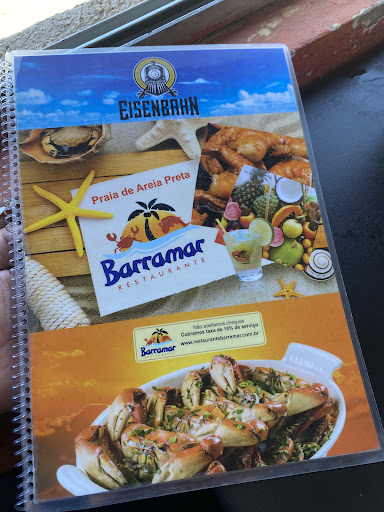 EISENBAHN
Praia de Areia Preta
Barramar
RESTAURANTE
Não aceitamos cheques
Cobramos taxa de 10% de serviço
www.restaurantebarramar.com.br
Barramar